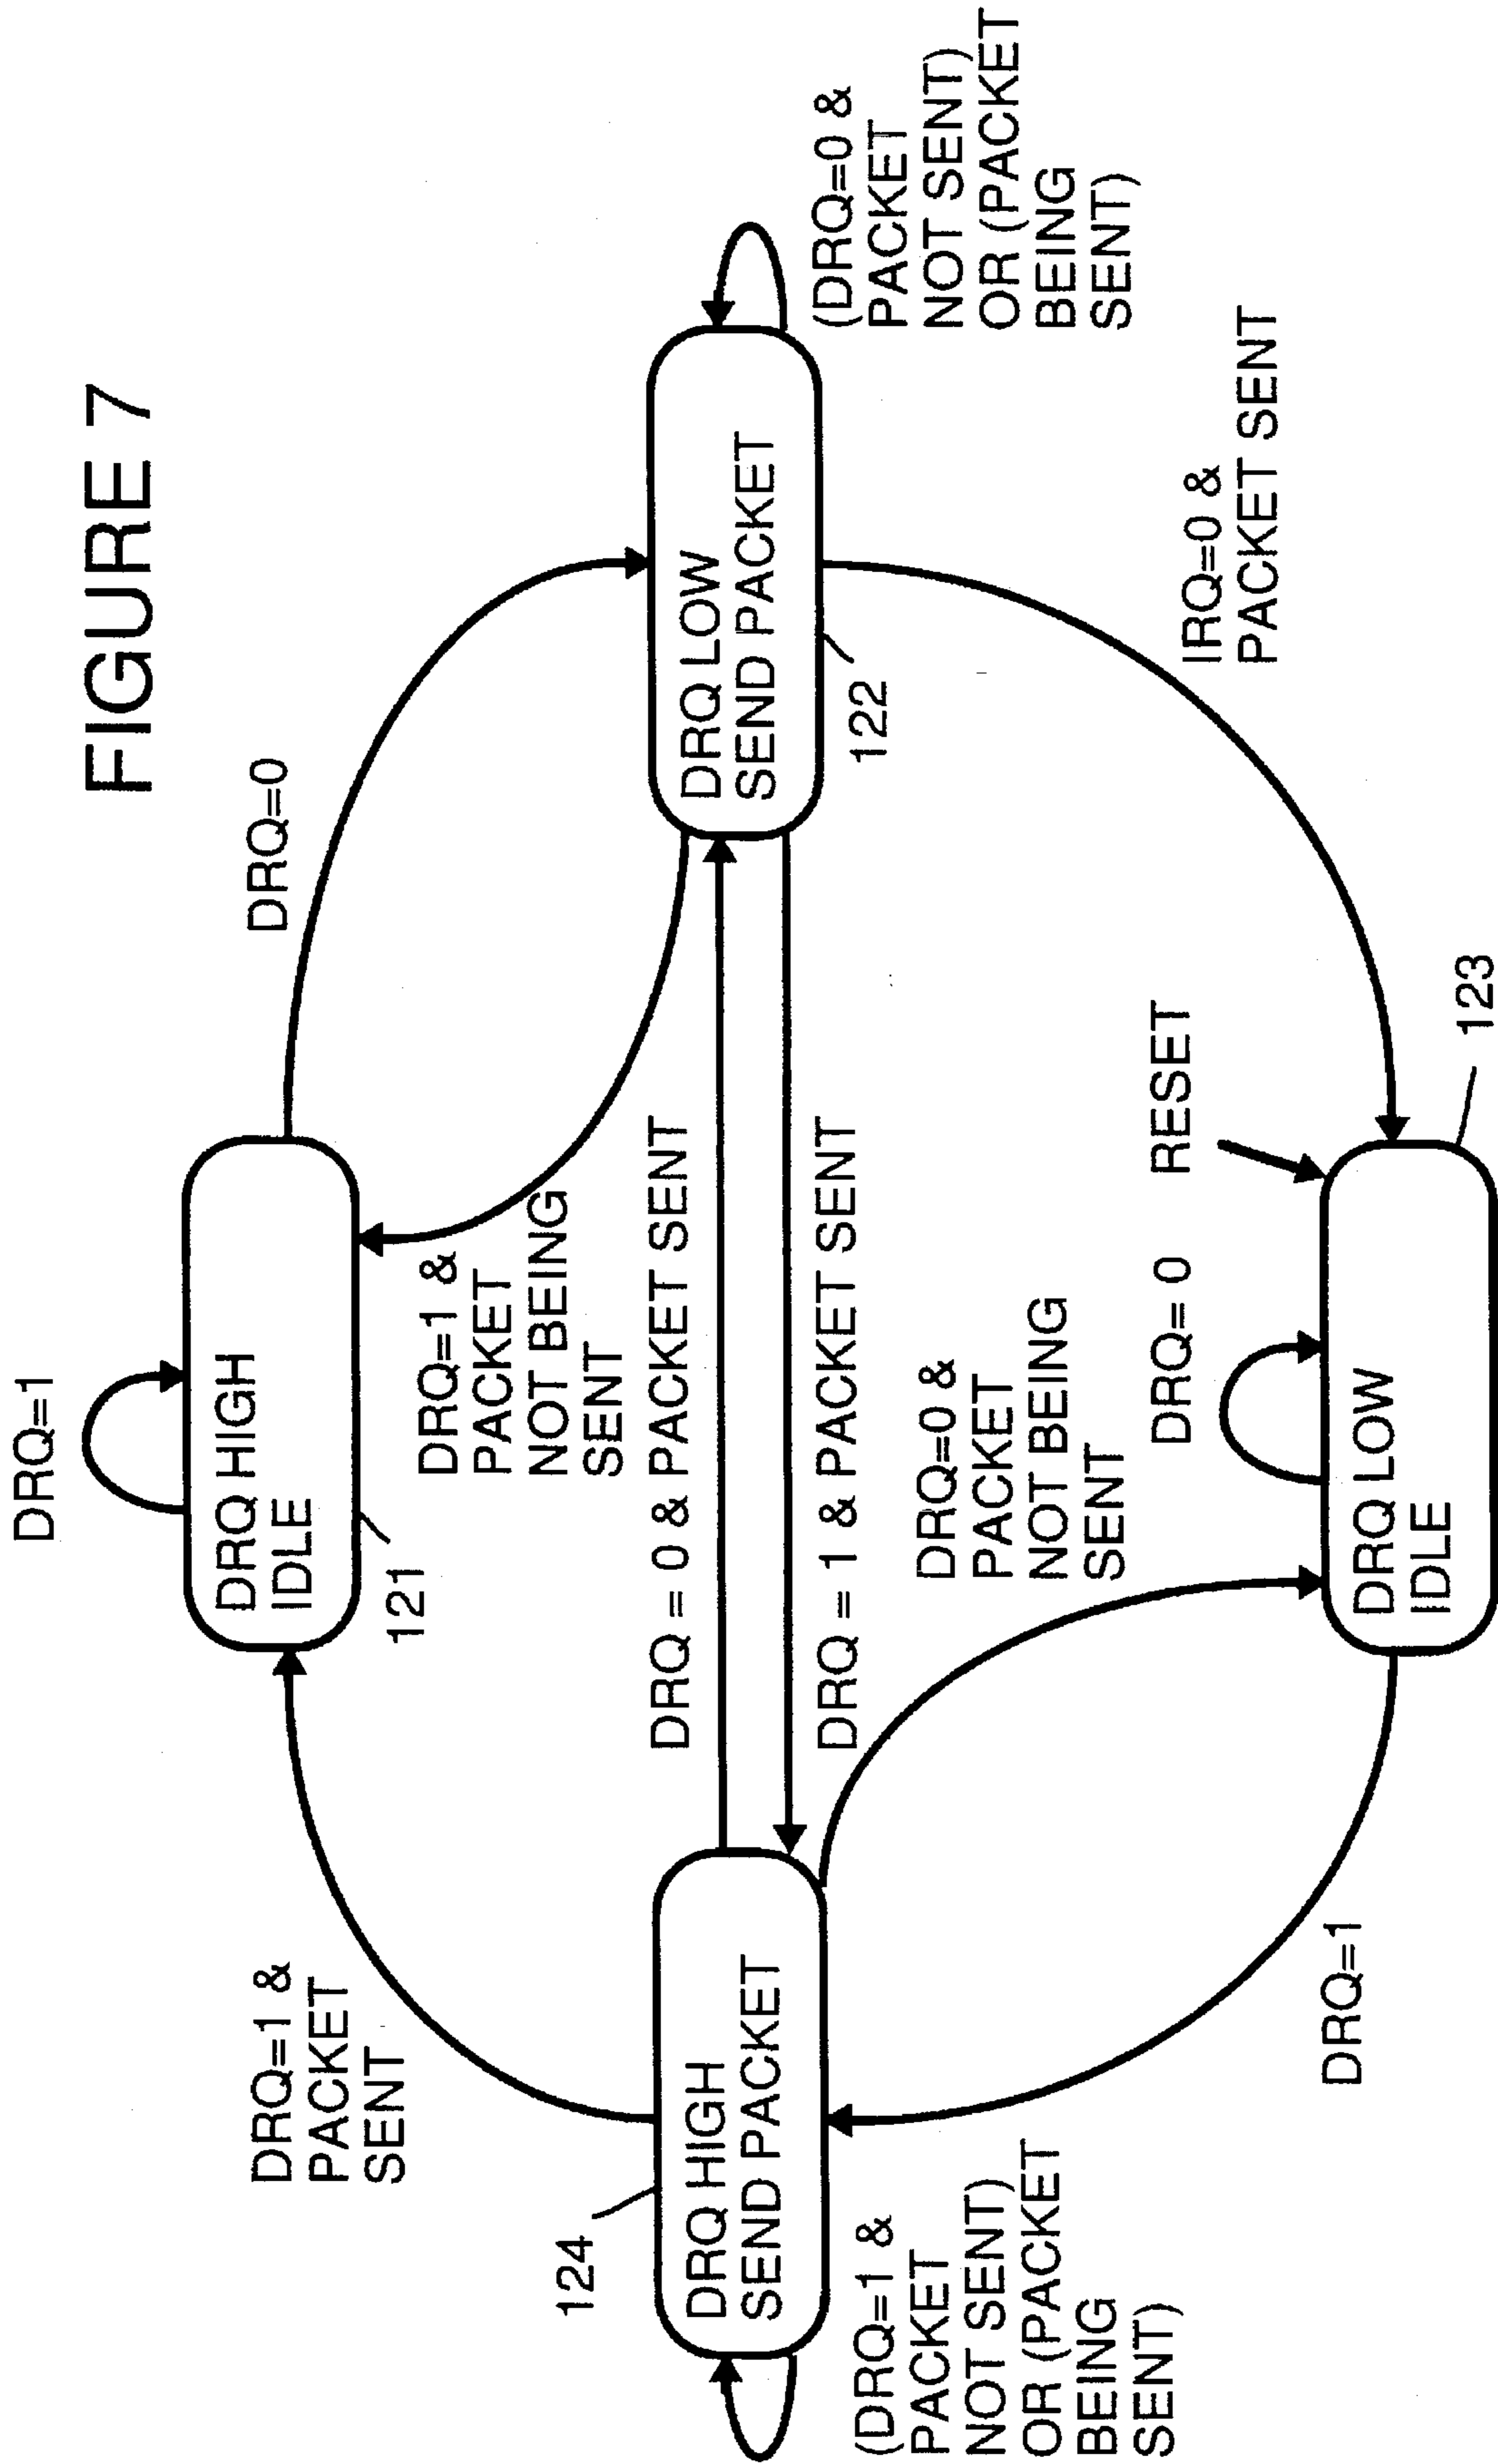 FIGURE 7
DRQ=1
DRQ HIGH
IDLE
121
DRQ=0
DRQ=1 &
PACKET
SENT
DRQ=1 &
PACKET
NOT BEING
SENT
124
DRQ HIGH
SEND PACKET
DRQ = 0 & PACKET SENT
DRQ = 1 & PACKET SENT
DRQ LOW
SEND PACKET
122
(DRQ=1 &
PACKET
NOT SENT)
OR (PACKET
BEING
SENT)
(DRQ=0 &
PACKET
NOT SENT)
OR (PACKET
BEING
SENT)
DRQ=0 &
PACKET
NOT BEING
SENT
DRQ= 0
RESET
IRQ=0 &
PACKET SENT
DRQ=1
DRQ LOW
IDLE
123